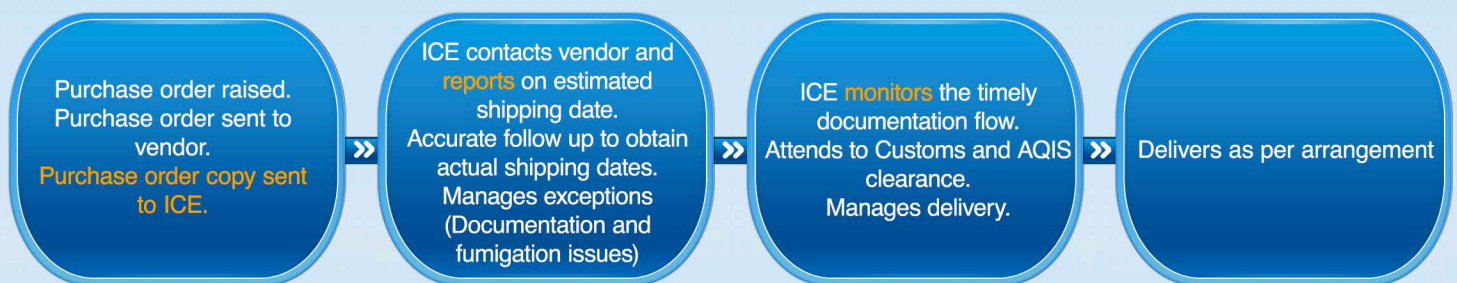 Purchase order raised.
Purchase order sent to
vendor.
Purchase order copy sent
to ICE.
ICE contacts vendor and
reports on estimated
shipping date.
Accurate follow up to obtain
actual shipping dates.
Manages exceptions
(Documentation and
fumigation issues)
ICE monitors the timely
documentation flow.
Attends to Customs and AQIS
clearance.
Manages delivery.
Delivers as per arrangement